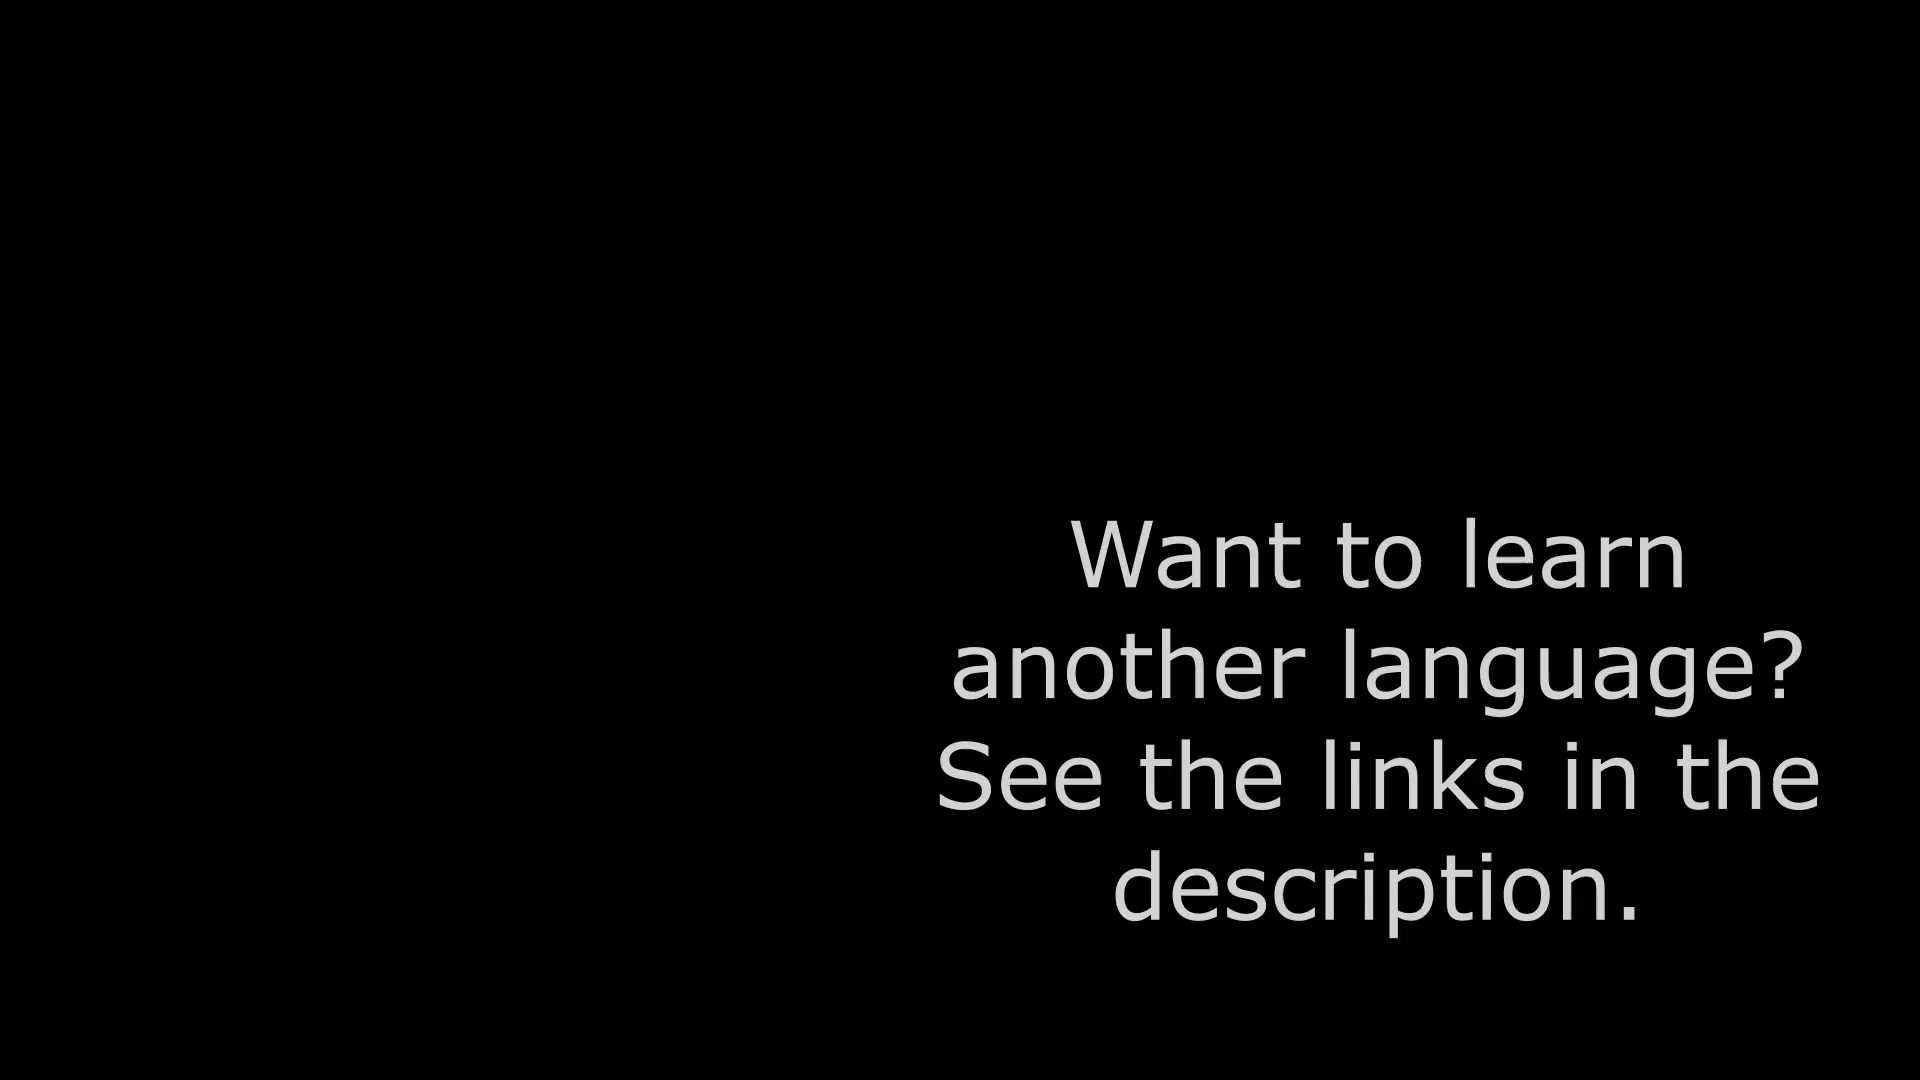 Want to learn
another language?
See the links in the
description.